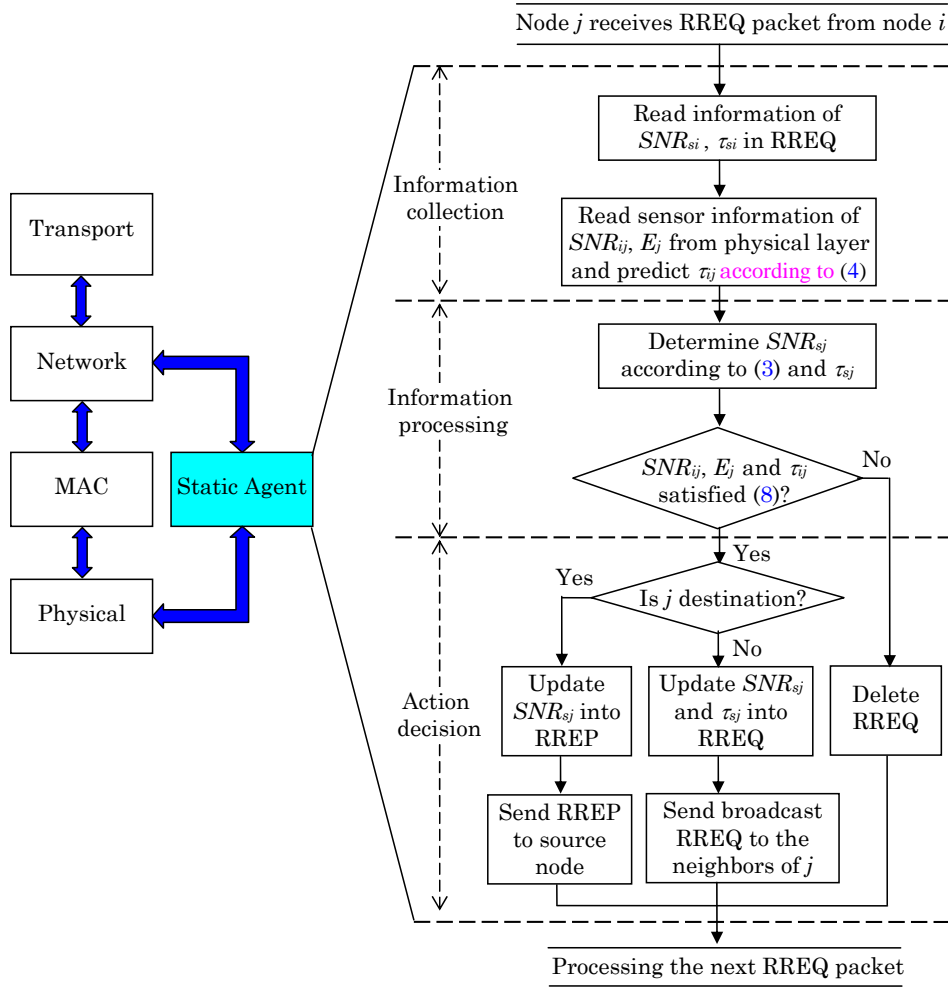 Node j receives RREQ packet from node i
Read information of
SNRsi , τsi in RREQ
Information
collection
Read sensor information of
SNRij, Ej from physical layer
and predict τij according to (4)
Transport
Network
MAC
Physical
Static Agent
Information
processing
Determine SNRsj
according to (3) and τsj
SNRij, Ej and τij
satisfied (8)?
No
Yes
Action
decision
Is j destination?
Yes
No
Update
SNRsj into
RREP
Update SNRsj
and τsj into
RREQ
Delete
RREQ
Send RREP
to source
node
Send broadcast
RREQ to the
neighbors of j
Processing the next RREQ packet